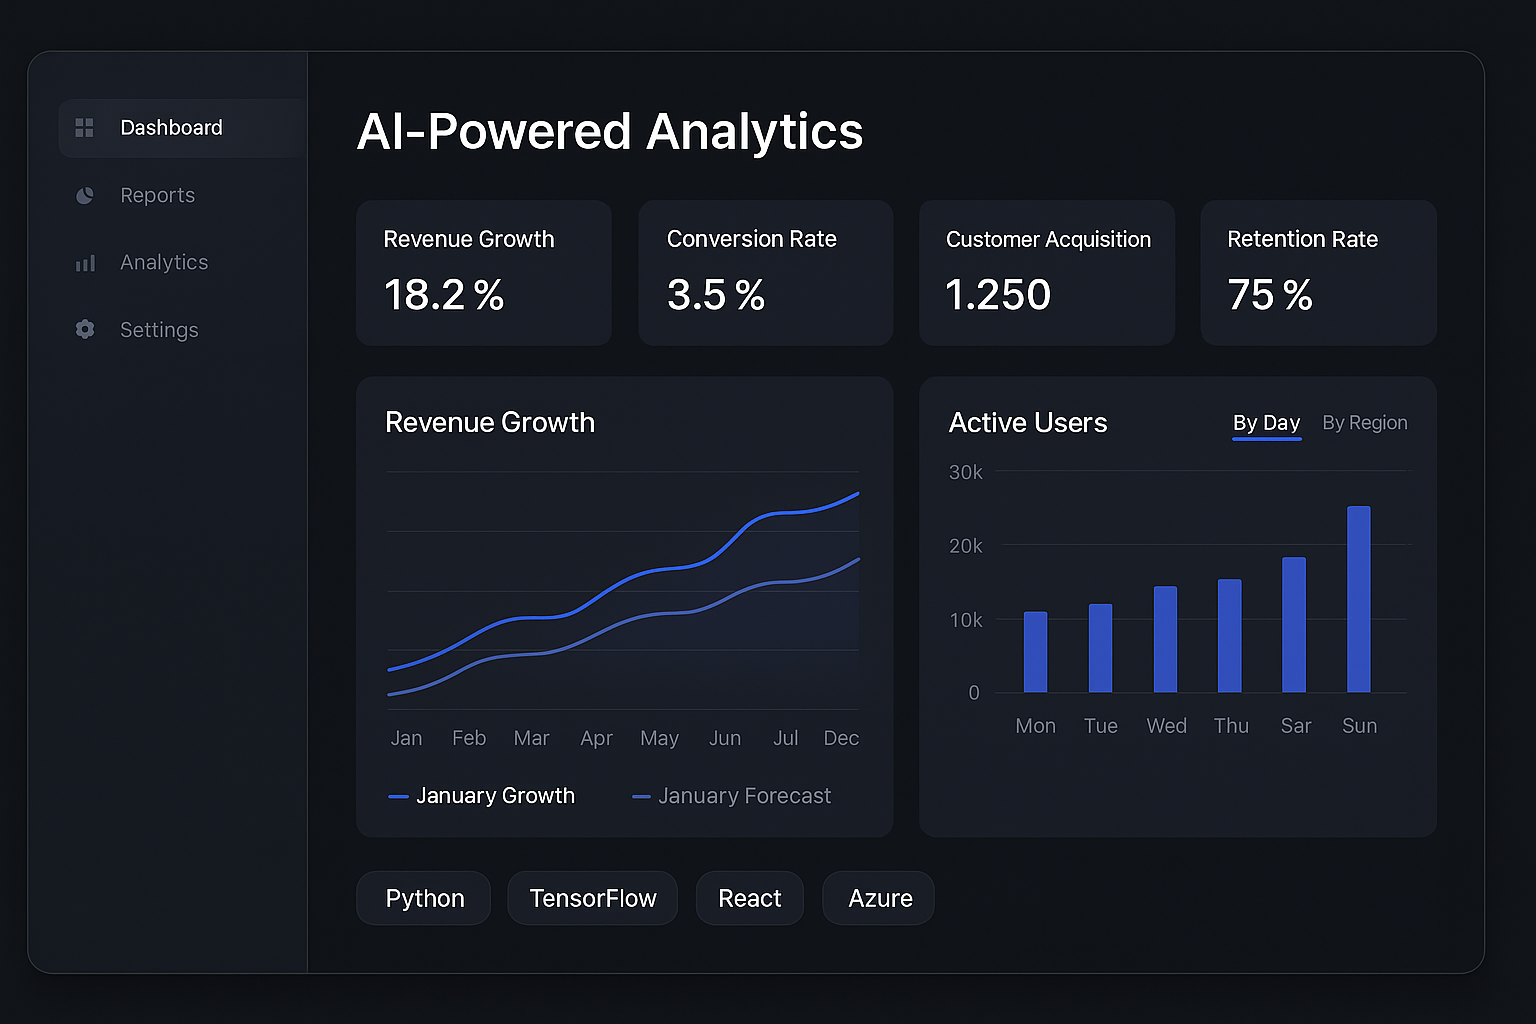 Dashboard
Reports
Analytics
Settings
AI-Powered Analytics
Revenue Growth
18.2 %
Conversion Rate
3.5 %
Customer Acquisition
1.250
Retention Rate
75 %
Revenue Growth
Jan Feb Mar Apr May Jun Jul Dec
January Growth January Forecast
Active Users
By Day By Region
30k
20k
10k
0
Mon Tue Wed Thu Sar Sun
Python TensorFlow React Azure